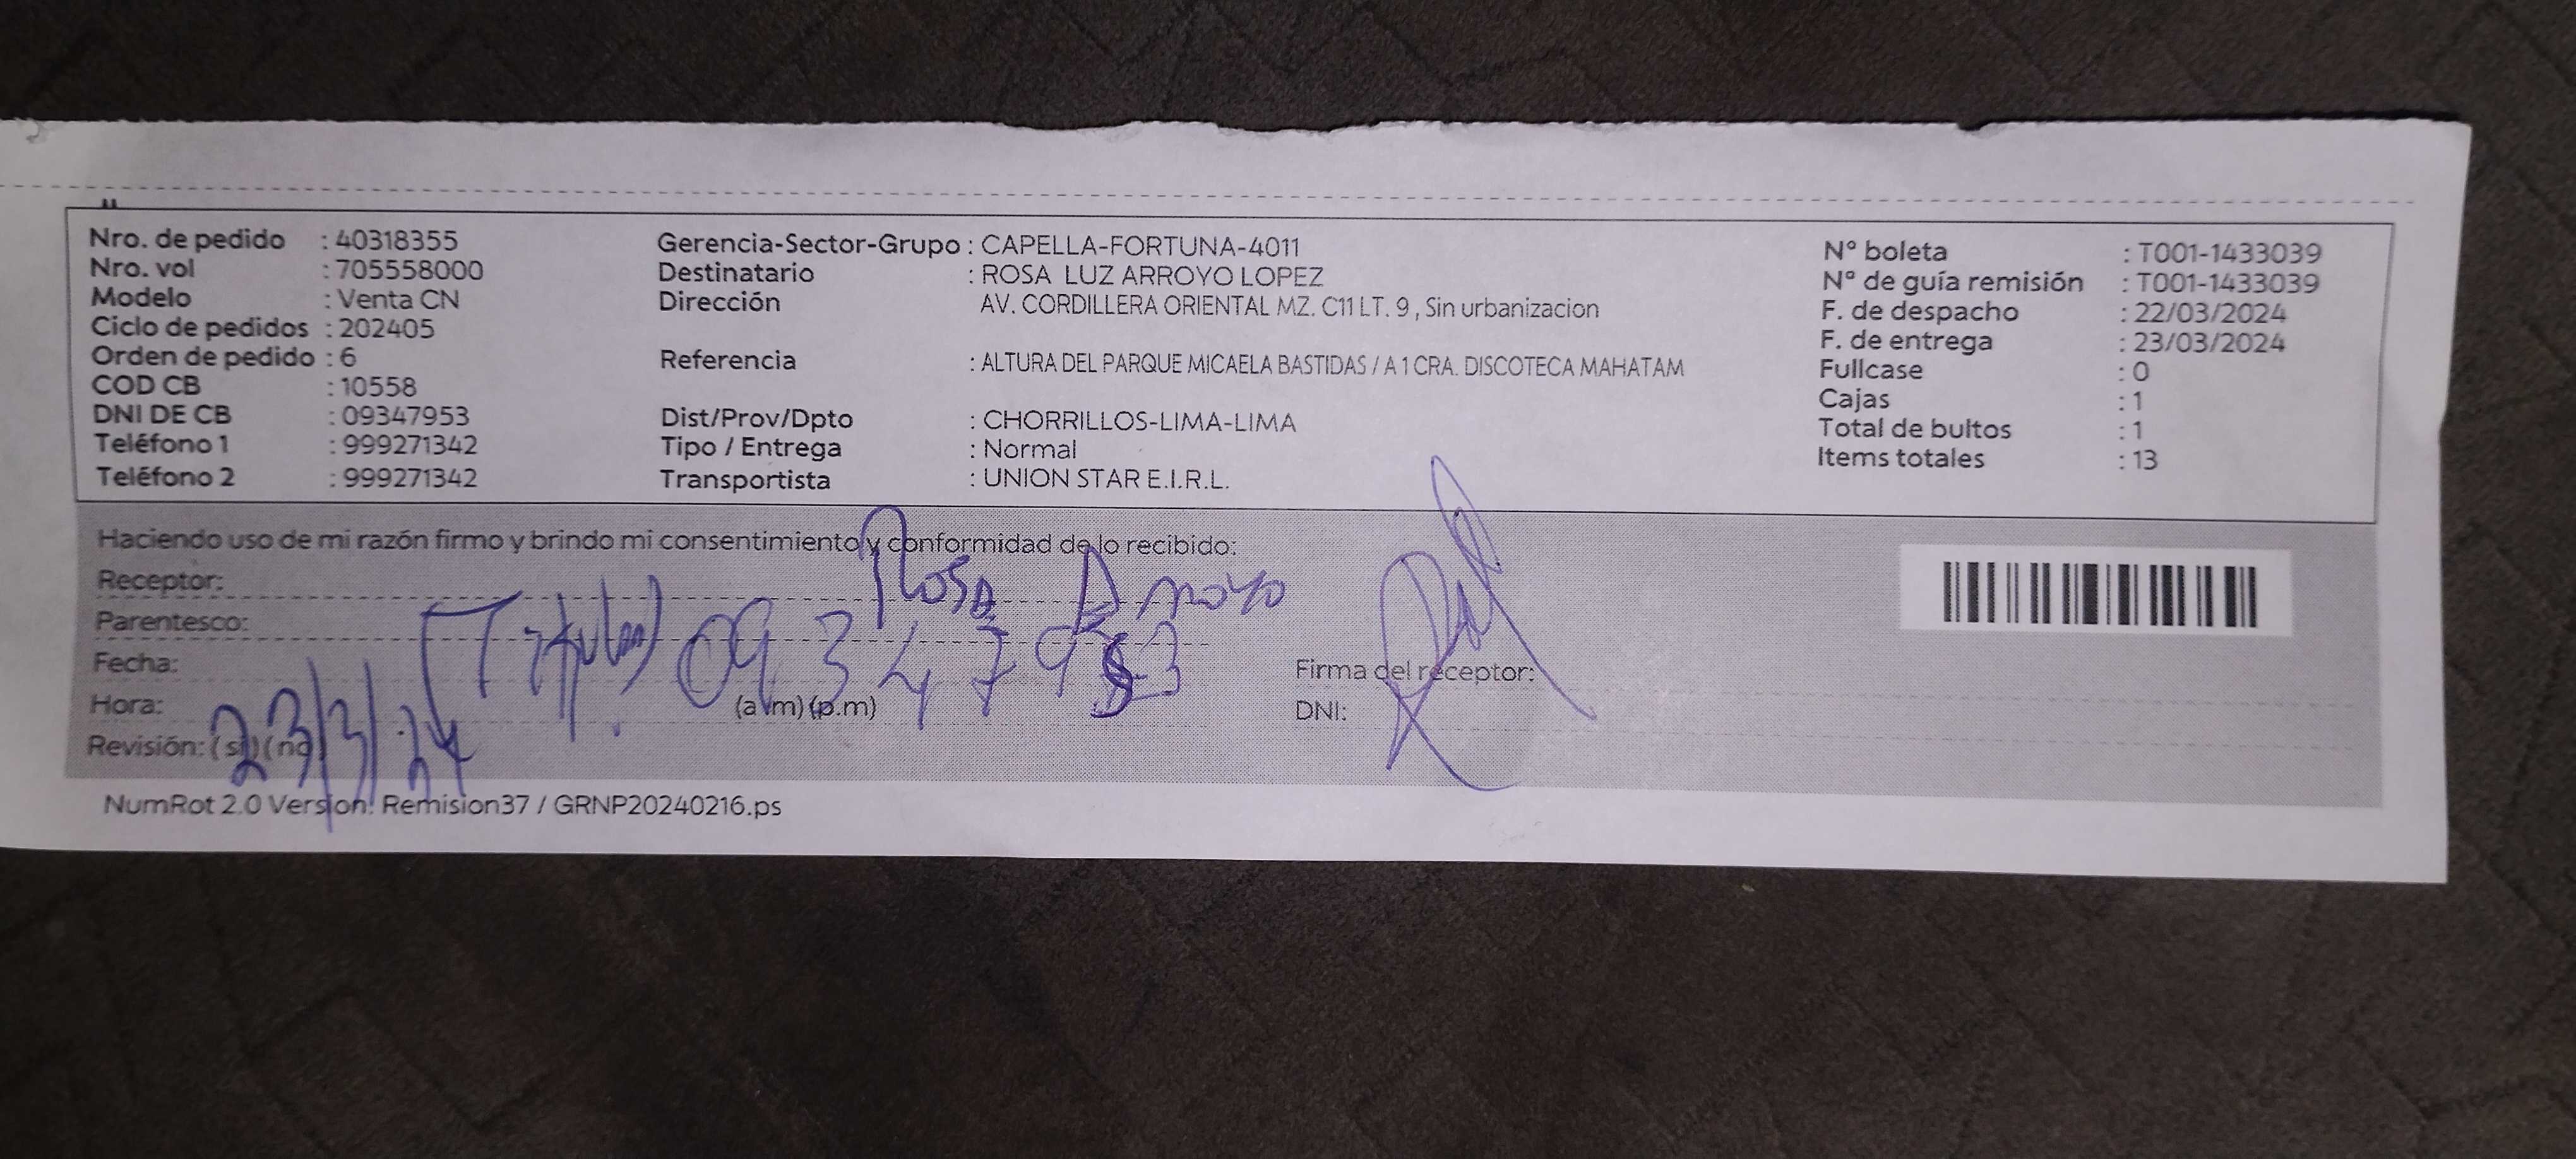 Nro. de pedido : 40318355
Nro. vol : 705558000
Modelo : Venta CN
Ciclo de pedidos : 202405
Orden de pedido : 6
COD CB : 10558
DNI DE CB : 09347953
Teléfono 1 : 999271342
Teléfono 2 : 999271342
Gerencia-Sector-Grupo : CAPELLA-FORTUNA-4011
Destinatario : ROSA LUZ ARROYO LOPEZ
Dirección AV. CORDILLERA ORIENTAL MZ. C11 LT. 9 , Sin urbanizacion
Referencia : ALTURA DEL PARQUE MICAELA BASTIDAS / A 1 CRA. DISCOTECA MAHATAM
Dist/Prov/Dpto : CHORRILLOS-LIMA-LIMA
Tipo / Entrega : Normal
Transportista : UNION STAR E.I.R.L.
N° boleta : T001-1433039
N° de guía remisión : T001-1433039
F. de despacho : 22/03/2024
F. de entrega : 23/03/2024
Fullcase : 0
Cajas : 1
Total de bultos : 1
Items totales : 13
Haciendo uso de mi razón firmo y brindo mi consentimiento y conformidad de lo recibido:
Receptor: Rosa Arroyo
Parentesco: Titular 09347953
Fecha:
Hora: (a.m) (p.m)
23/3/24
Revisión: (si) (no)
Firma del receptor:
DNI:
NumRot 2.0 Version: Remision37 / GRNP20240216.ps